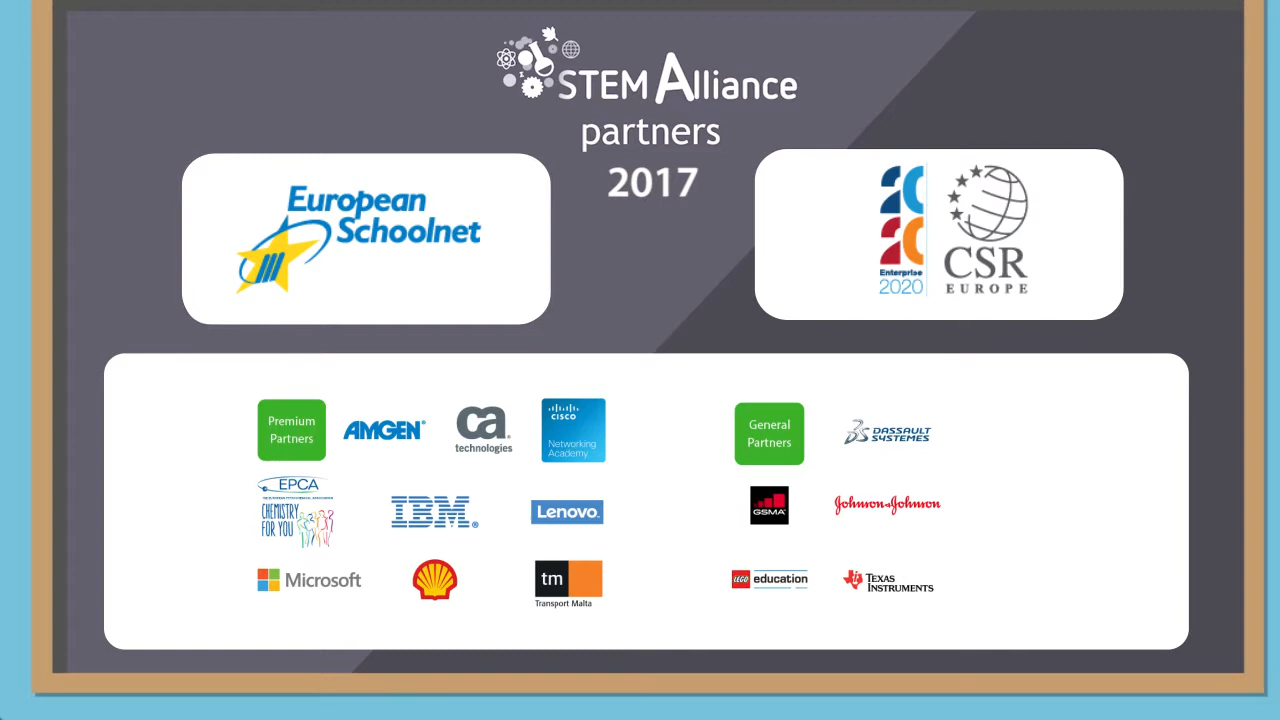 STEM Alliance
partners
2017
European
Schoolnet
20
20
Enterprise
2020
CSR
EUROPE
Premium
Partners
AMGEN®
ca
technologies
CISCO
Networking
Academy
EPCA
CHEMISTRY
FOR YOU
IBM®
Lenovo
Microsoft
tm
Transport Malta
General
Partners
DASSAULT
SYSTEMES
GSMA
Johnson&Johnson
LEGO education
TEXAS
INSTRUMENTS